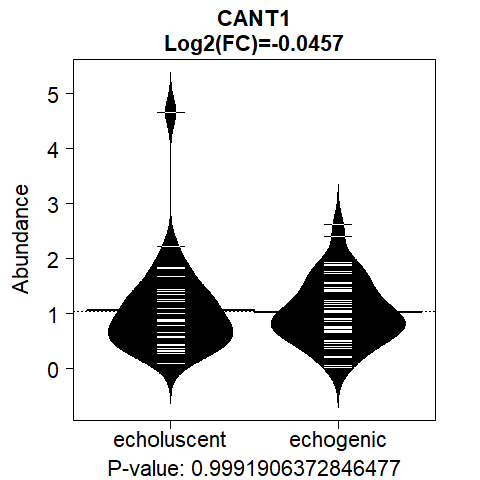 CANT1
Log2(FC)=-0.0457
Abundance
5
4
3
2
1
0
echoluscent echogenic
P-value: 0.9991906372846477